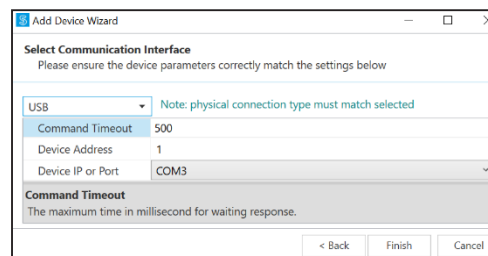 Add Device Wizard
Select Communication Interface
Please ensure the device parameters correctly match the settings below
USB Note: physical connection type must match selected
Command Timeout 500
Device Address 1
Device IP or Port COM3
Command Timeout
The maximum time in millisecond for waiting response.
< Back Finish Cancel